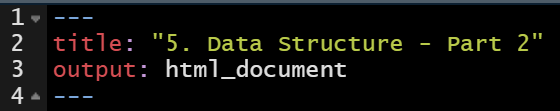 1 ---
2 title: "5. Data Structure - Part 2"
3 output: html_document
4 ---